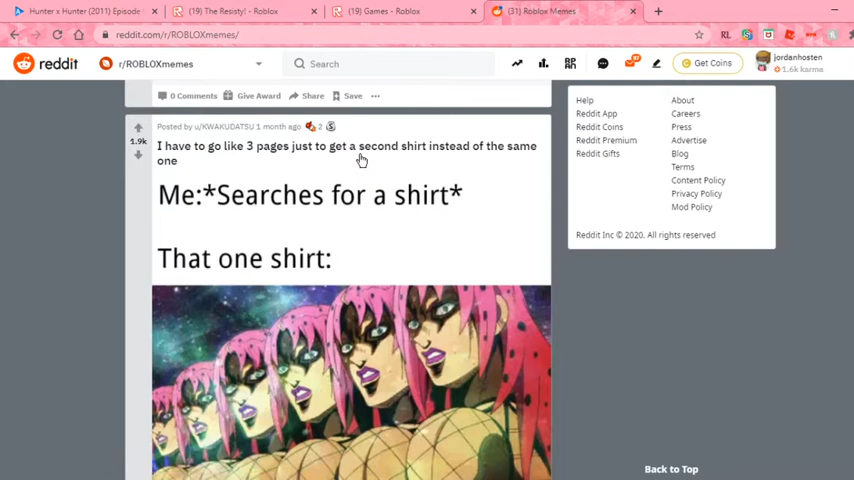 Hunter x Hunter (2011) Episode
(19) The Resisty! - Roblox
(19) Games - Roblox
(31) Roblox Memes
reddit.com/r/ROBLOXmemes/
RL
reddit
r/ROBLOXmemes
Search
Get Coins
jordanhosten
1.6k karma
0 Comments
Give Award
Share
Save
1.9k
Posted by u/KWAKUDATSU 1 month ago
2
I have to go like 3 pages just to get a second shirt instead of the same
one
Me:*Searches for a shirt*
That one shirt:
Help
About
Reddit App
Careers
Reddit Coins
Press
Reddit Premium
Advertise
Reddit Gifts
Blog
Terms
Content Policy
Privacy Policy
Mod Policy
Reddit Inc © 2020. All rights reserved
Back to Top